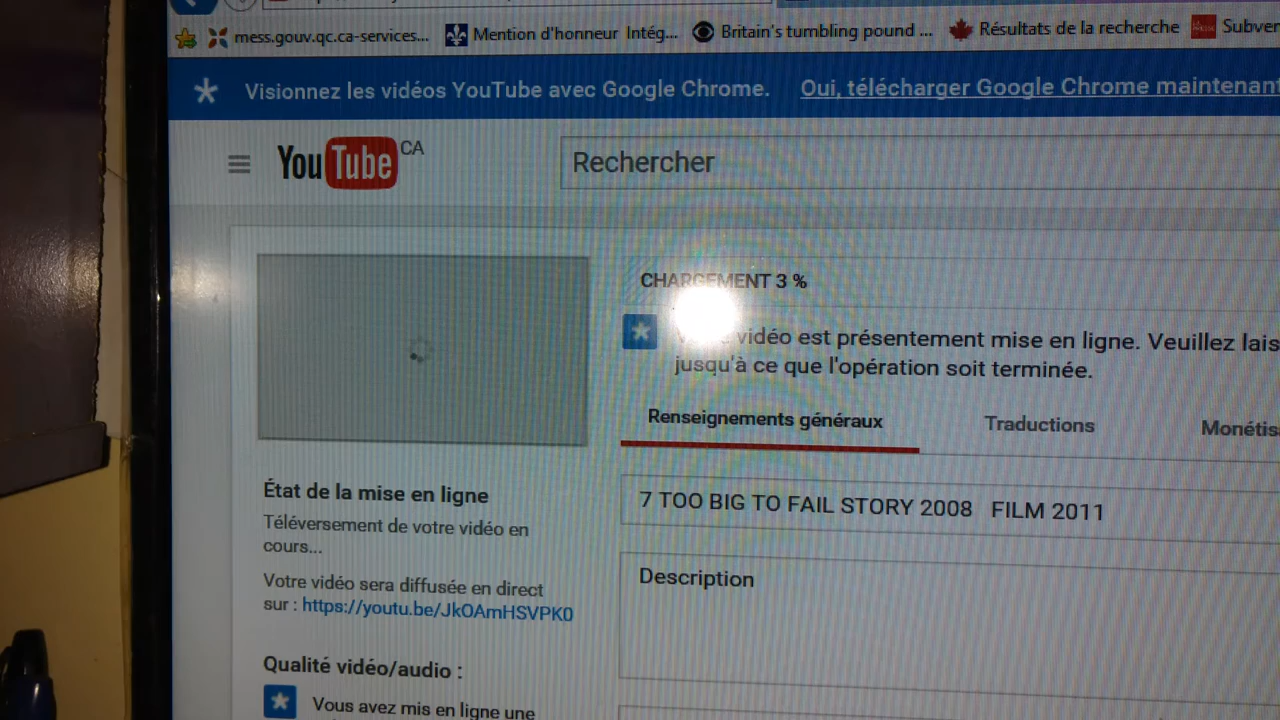 mess.gouv.qc.ca-services... Mention d'honneur Intég... Britain's tumbling pound ... Résultats de la recherche
Visionnez les vidéos YouTube avec Google Chrome. Oui, télécharger Google Chrome maintenant
YouTube CA
Rechercher
CHARGEMENT 3 %
vidéo est présentement mise en ligne. Veuillez lais
jusqu'à ce que l'opération soit terminée.
Renseignements généraux Traductions Monétis
7 TOO BIG TO FAIL STORY 2008 FILM 2011
Description
État de la mise en ligne
Téléversement de votre vidéo en
cours...
Votre vidéo sera diffusée en direct
sur : https://youtu.be/JkOAmHSVPK0
Qualité vidéo/audio :
Vous avez mis en ligne une